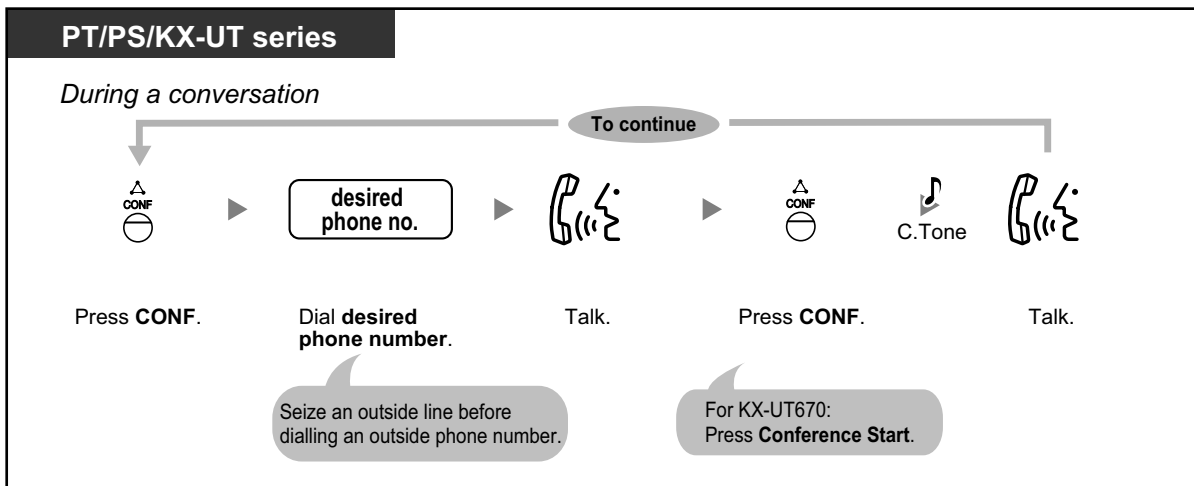 PT/PS/KX-UT series
During a conversation
To continue
CONF
desired
phone no.
CONF
C.Tone
Press CONF.
Dial desired
phone number.
Talk.
Press CONF.
Talk.
Seize an outside line before
dialling an outside phone number.
For KX-UT670:
Press Conference Start.